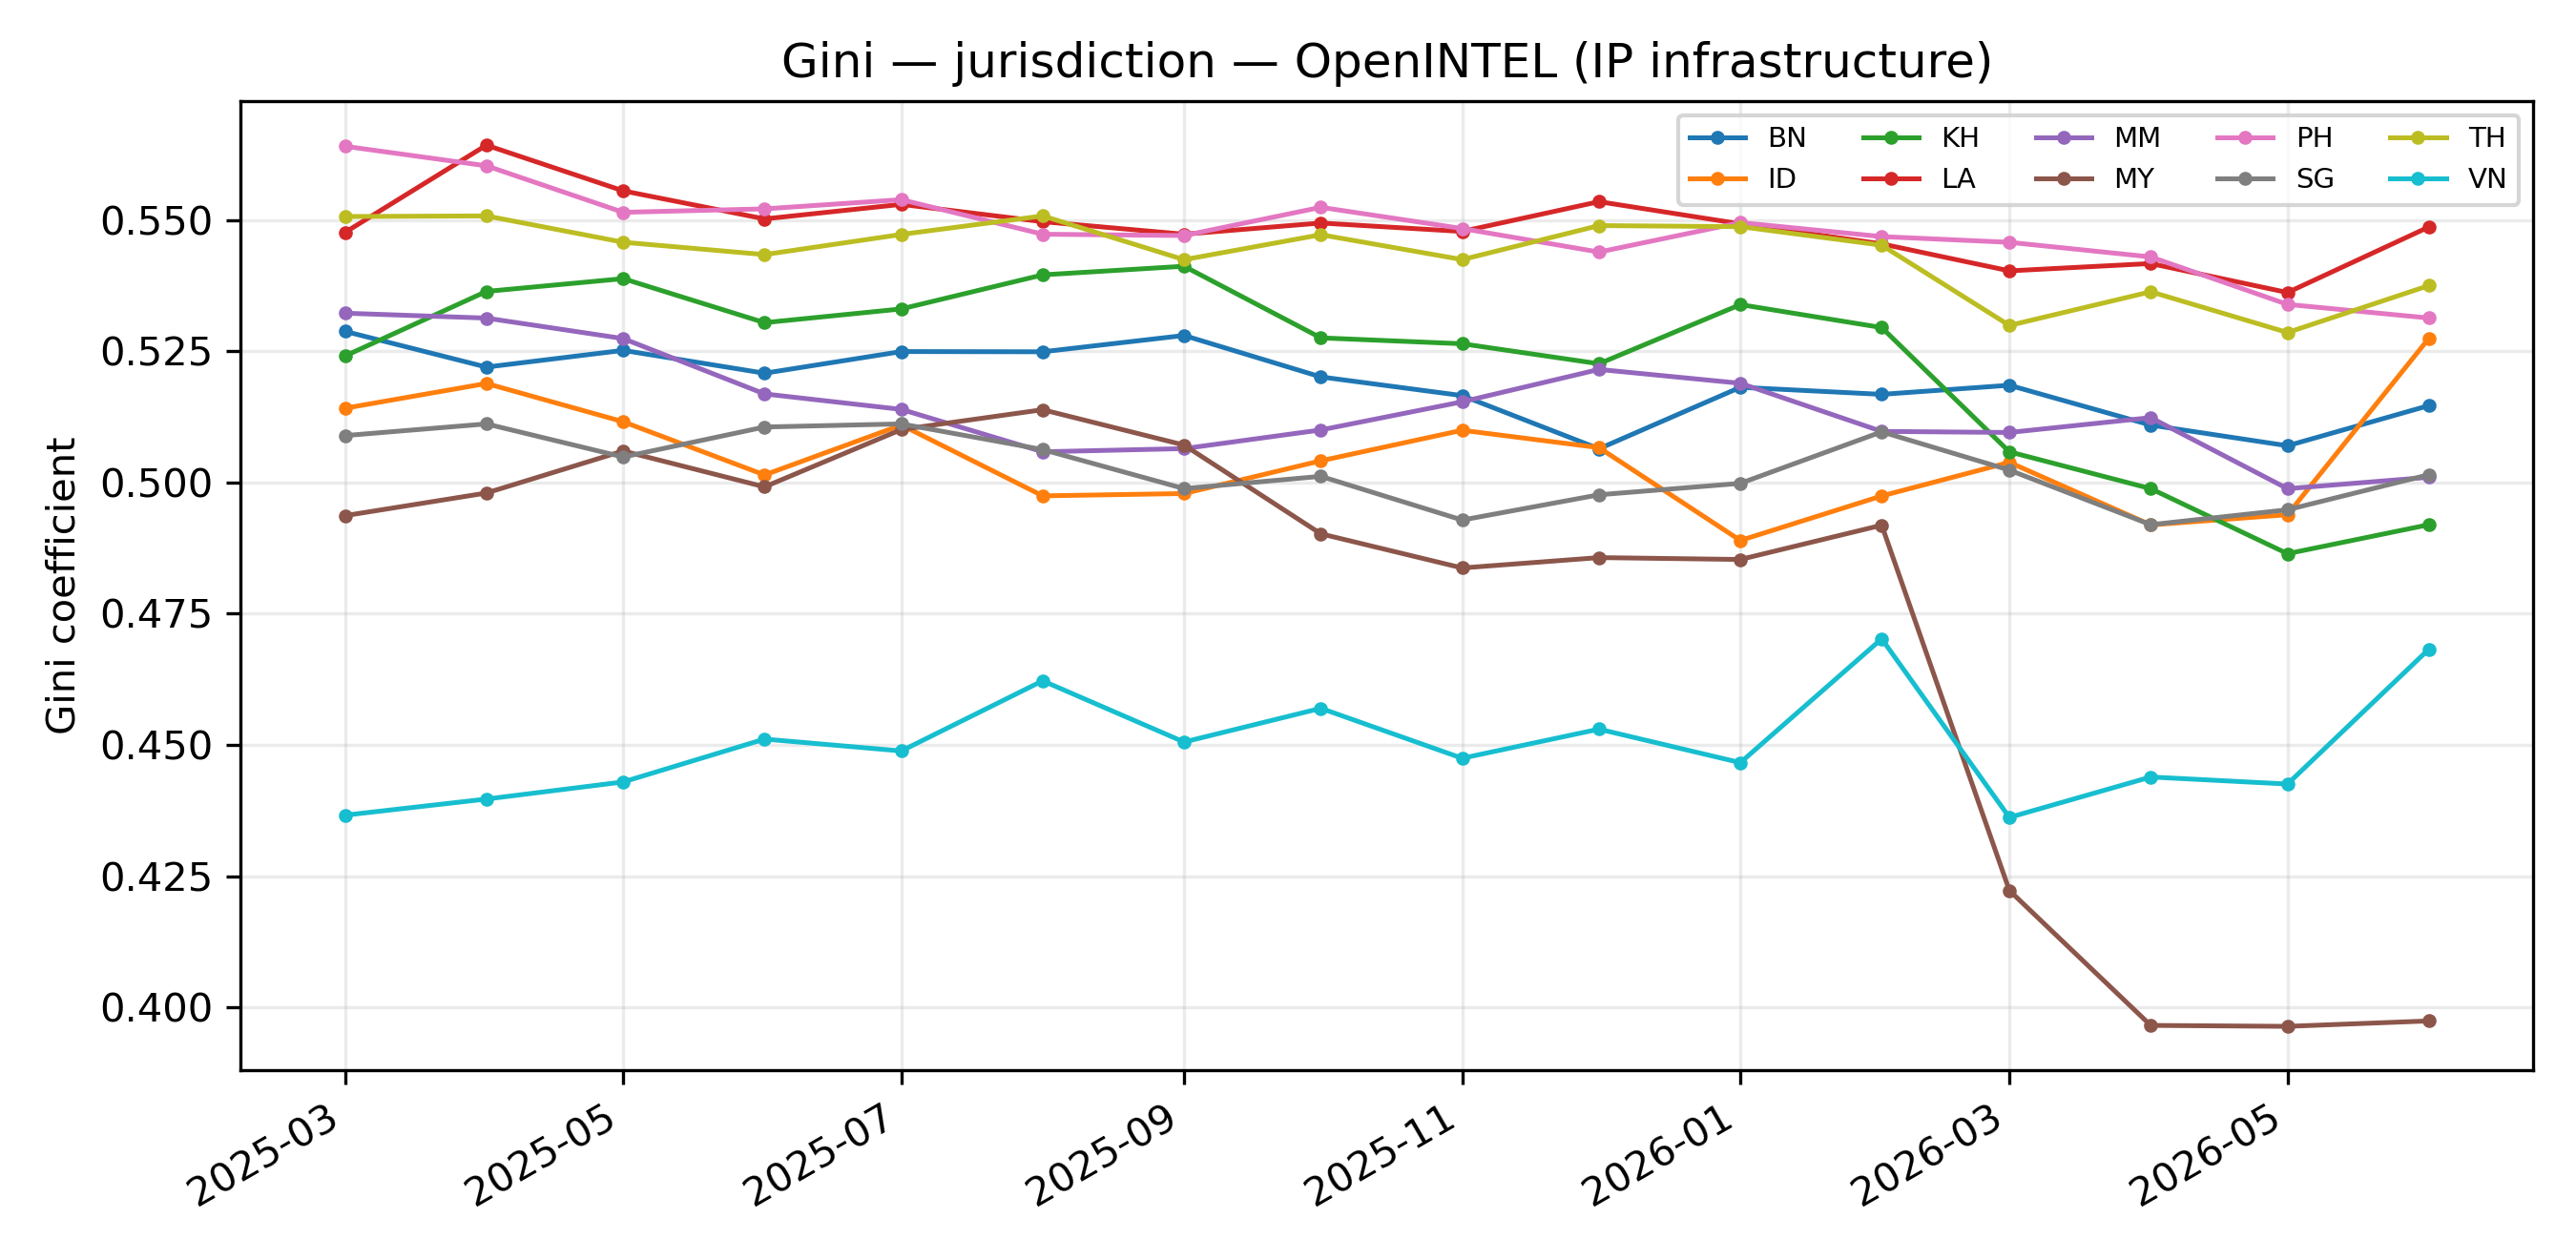 Gini — jurisdiction — OpenINTEL (IP infrastructure)
BN KH MM PH TH
ID LA MY SG VN
Gini coefficient
0.550
0.525
0.500
0.475
0.450
0.425
0.400
2025-03 2025-05 2025-07 2025-09 2025-11 2026-01 2026-03 2026-05